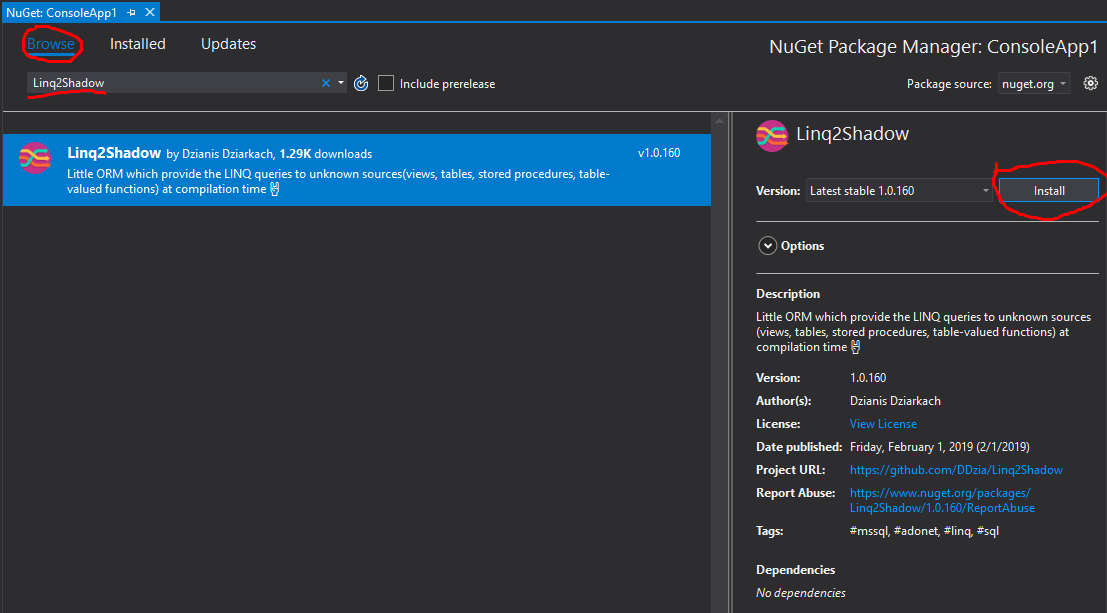 NuGet: ConsoleApp1
Browse Installed Updates
NuGet Package Manager: ConsoleApp1
Linq2Shadow
Include prerelease
Package source: nuget.org
Linq2Shadow by Dzianis Dziarkach, 1.29K downloads
v1.0.160
Little ORM which provide the LINQ queries to unknown sources(views, tables, stored procedures, table-
valued functions) at compilation time
Linq2Shadow
Version: Latest stable 1.0.160
Install
Options
Description
Little ORM which provide the LINQ queries to unknown sources
(views, tables, stored procedures, table-valued functions) at
compilation time
Version: 1.0.160
Author(s): Dzianis Dziarkach
License: View License
Date published: Friday, February 1, 2019 (2/1/2019)
Project URL: https://github.com/DDzia/Linq2Shadow
Report Abuse: https://www.nuget.org/packages/
Linq2Shadow/1.0.160/ReportAbuse
Tags: #mssql, #adonet, #linq, #sql
Dependencies
No dependencies